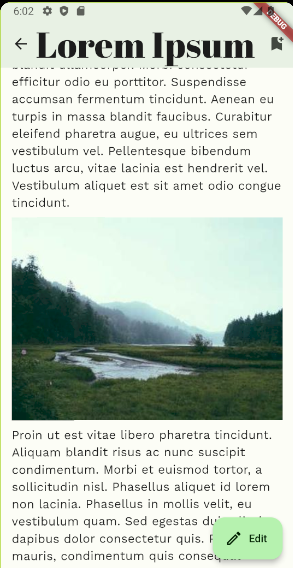 6:02
DEBUG
Lorem Ipsum
blandit ullamcorper. Morbi consectetur
efficitur odio eu porttitor. Suspendisse
accumsan fermentum tincidunt. Aenean eu
turpis in massa blandit faucibus. Curabitur
eleifend pharetra augue, eu ultrices sem
vestibulum vel. Pellentesque bibendum
luctus arcu, vitae lacinia est hendrerit vel.
Vestibulum aliquet est sit amet odio congue
tincidunt.
Proin ut est vitae libero pharetra tincidunt.
Aliquam blandit risus ac nunc suscipit
condimentum. Morbi et euismod tortor, a
sollicitudin nisl. Phasellus aliquet id lorem
non lacinia. Phasellus in mollis velit, eu
vestibulum quam. Sed egestas
dapibus dolor consectetur quis.
mauris, condimentum quis
Edit